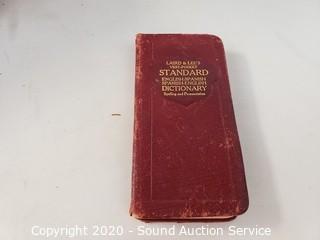 LAIRD & LEE'S
VEST-POCKET
STANDARD
ENGLISH-SPANISH
SPANISH-ENGLISH
DICTIONARY
Spelling and Pronunciation
Copyright 2020 - Sound Auction Service